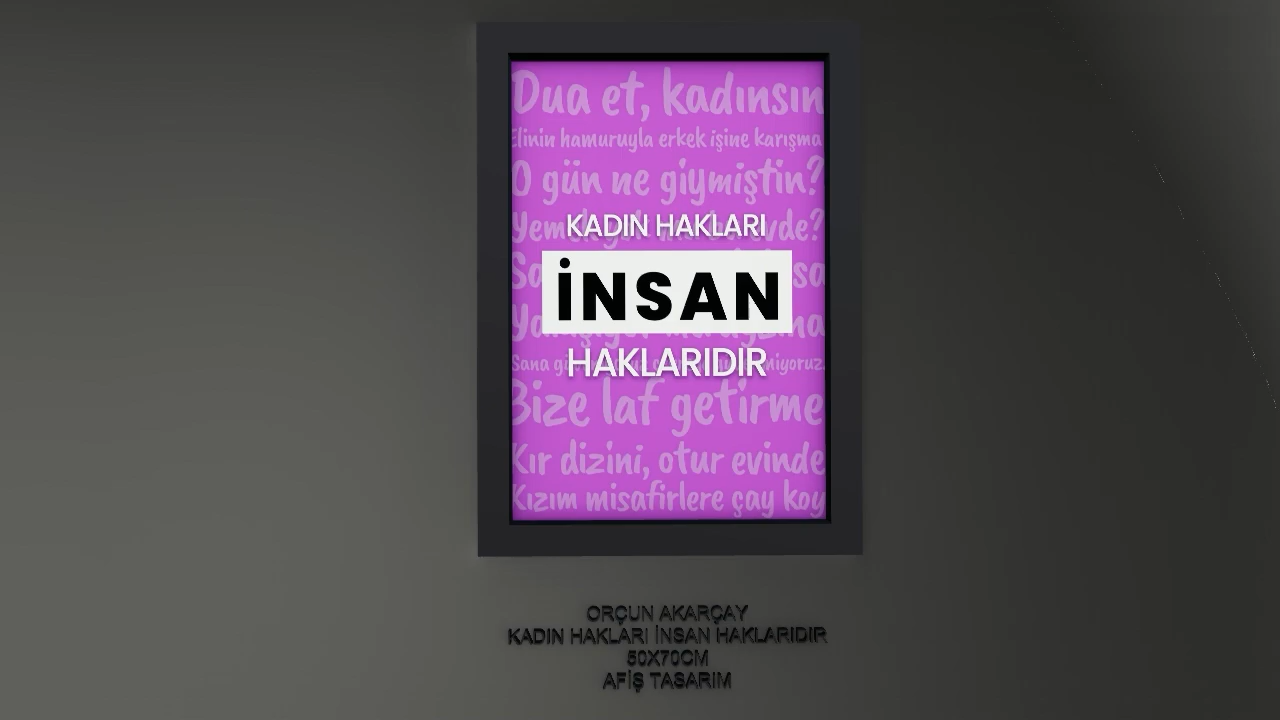 Dua et, kadınsın
Elinin hamuruyla erkek işine karışma
O gün ne giymiştin?
KADIN HAKLARI
İNSAN
HAKLARIDIR
Bize laf getirme
Kır dizini, otur evinde
Kızım misafirlere çay koy
ORÇUN AKARÇAY
KADIN HAKLARI İNSAN HAKLARIDIR
50X70CM
AFİŞ TASARIM